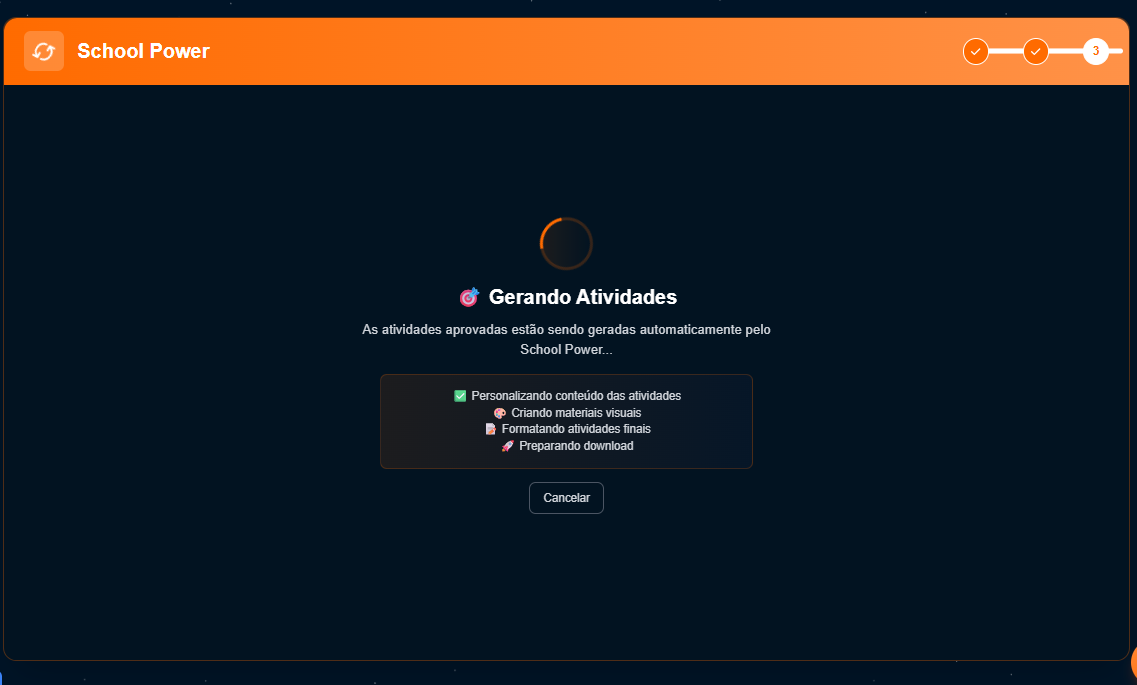 School Power
3
🎯 Gerando Atividades
As atividades aprovadas estão sendo geradas automaticamente pelo
School Power...
✅ Personalizando conteúdo das atividades
🎨 Criando materiais visuais
📝 Formatando atividades finais
🚀 Preparando download
Cancelar